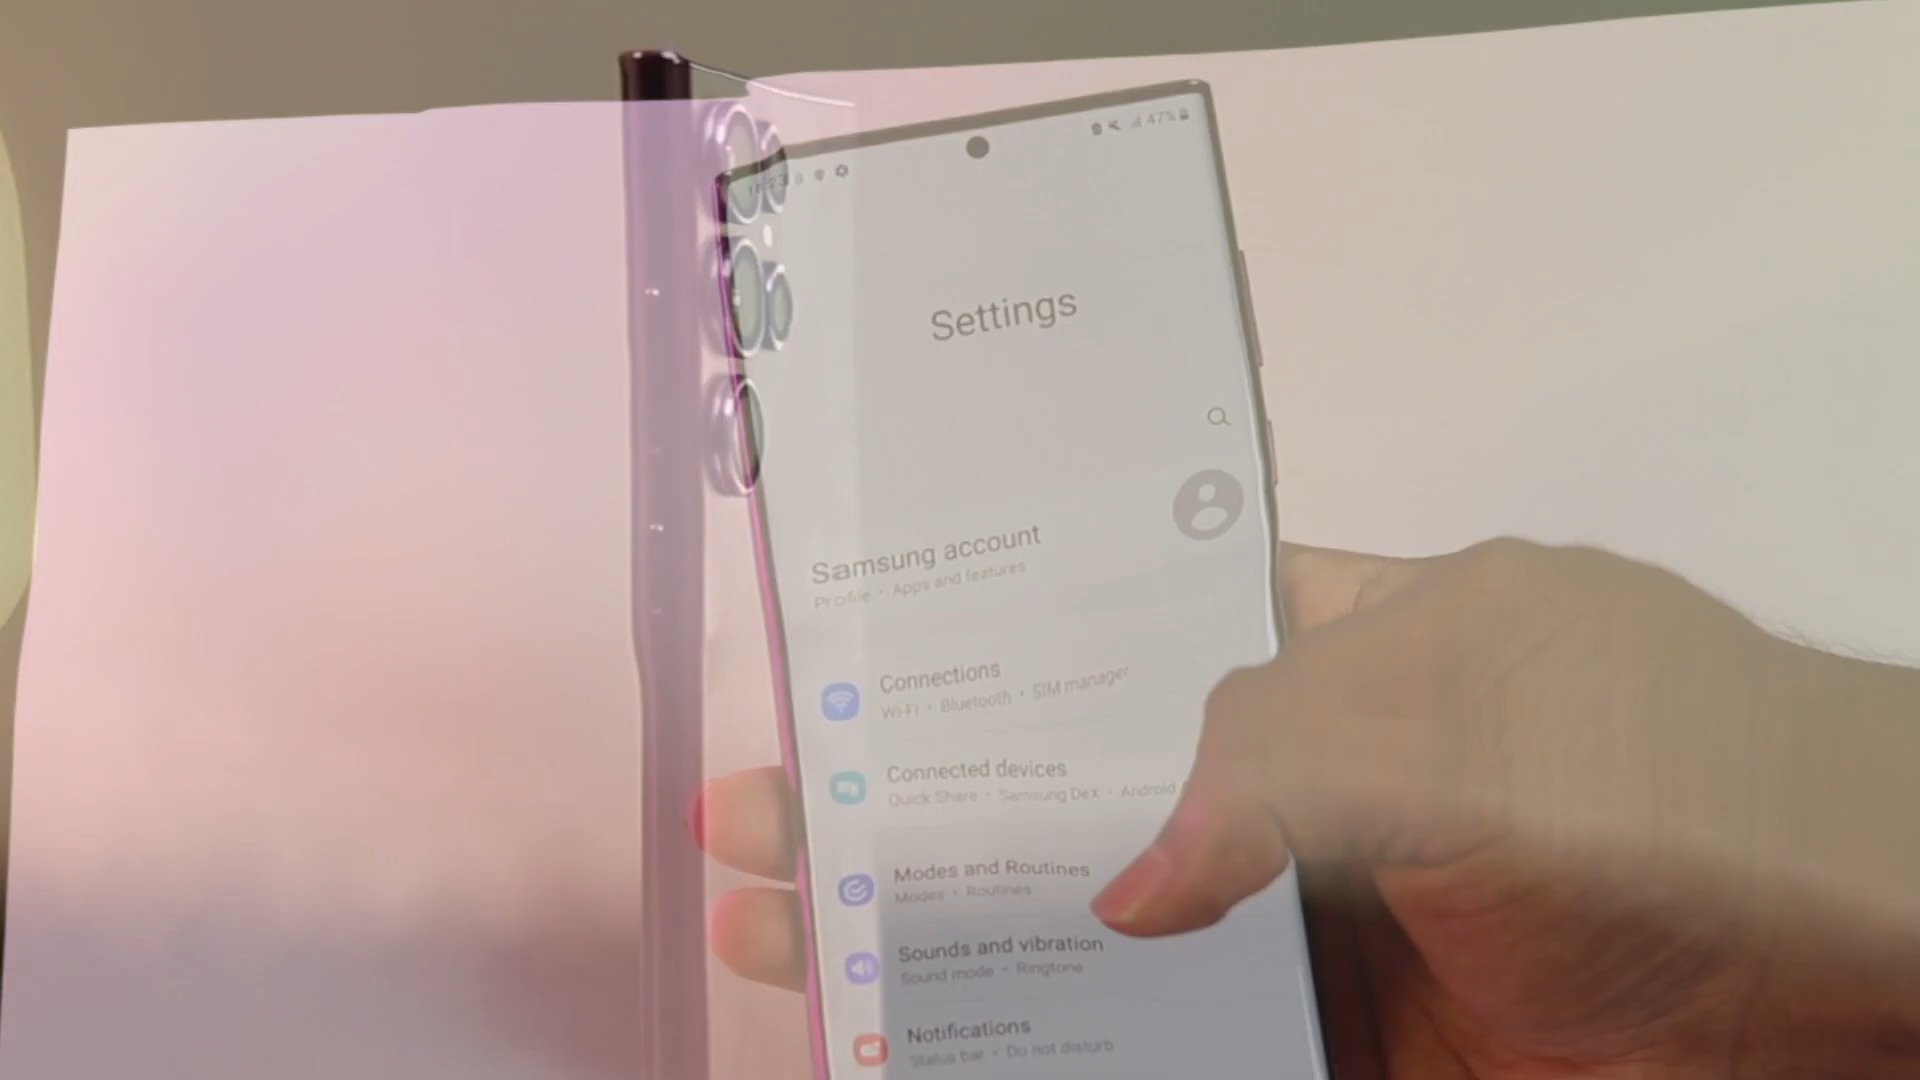 47%
Settings
Samsung account
Profile • Apps and features
Connections
Wi-Fi • Bluetooth • SIM manager
Connected devices
Quick Share • Samsung DeX • Android
Modes and Routines
Modes • Routines
Sounds and vibration
Sound mode • Ringtone
Notifications
Status bar • Do not disturb